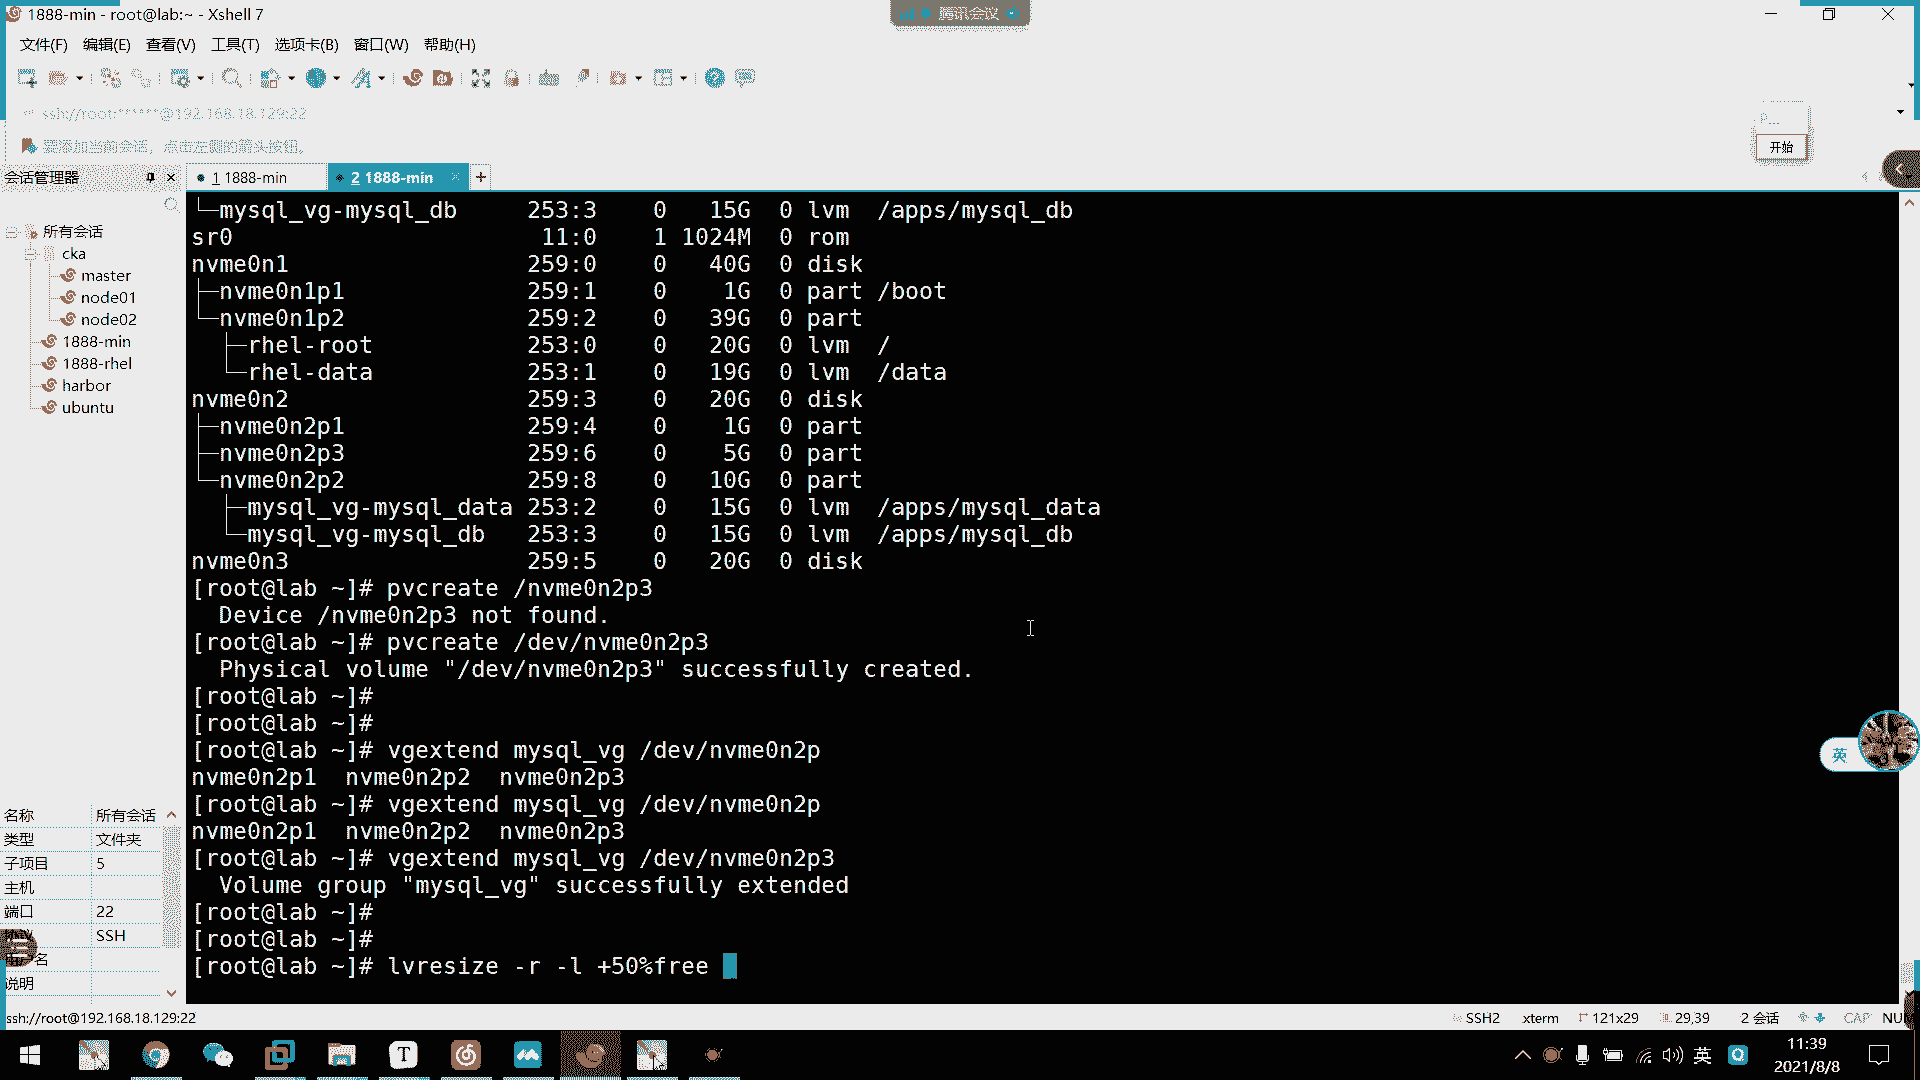 1888-min - root@lab:~ - Xshell 7
腾讯会议
文件(F) 编辑(E) 查看(V) 工具(T) 选项卡(B) 窗口(W) 帮助(H)
ssh://root:******@192.168.18.129:22
P...
要添加当前会话，点击左侧的箭头按钮。
开始
会话管理器
1 1888-min
2 1888-min
所有会话
cka
master
node01
node02
1888-min
1888-rhel
harbor
ubuntu
└─mysql_vg-mysql_db 253:3 0 15G 0 lvm /apps/mysql_db
sr0 11:0 1 1024M 0 rom
nvme0n1 259:0 0 40G 0 disk
├─nvme0n1p1 259:1 0 1G 0 part /boot
└─nvme0n1p2 259:2 0 39G 0 part
├─rhel-root 253:0 0 20G 0 lvm /
└─rhel-data 253:1 0 19G 0 lvm /data
nvme0n2 259:3 0 20G 0 disk
├─nvme0n2p1 259:4 0 1G 0 part
├─nvme0n2p3 259:6 0 5G 0 part
└─nvme0n2p2 259:8 0 10G 0 part
├─mysql_vg-mysql_data 253:2 0 15G 0 lvm /apps/mysql_data
└─mysql_vg-mysql_db 253:3 0 15G 0 lvm /apps/mysql_db
nvme0n3 259:5 0 20G 0 disk
[root@lab ~]# pvcreate /nvme0n2p3
Device /nvme0n2p3 not found.
[root@lab ~]# pvcreate /dev/nvme0n2p3
Physical volume "/dev/nvme0n2p3" successfully created.
[root@lab ~]#
[root@lab ~]#
[root@lab ~]# vgextend mysql_vg /dev/nvme0n2p
nvme0n2p1 nvme0n2p2 nvme0n2p3
[root@lab ~]# vgextend mysql_vg /dev/nvme0n2p
nvme0n2p1 nvme0n2p2 nvme0n2p3
[root@lab ~]# vgextend mysql_vg /dev/nvme0n2p3
Volume group "mysql_vg" successfully extended
[root@lab ~]#
[root@lab ~]#
[root@lab ~]# lvresize -r -l +50%free
英
名称 所有会话
类型 文件夹
子项目 5
主机
端口 22
SSH
说明
ssh://root@192.168.18.129:22
SSH2 xterm 121x29 29,39 2 会话 CAP NUM
英
11:39
2021/8/8